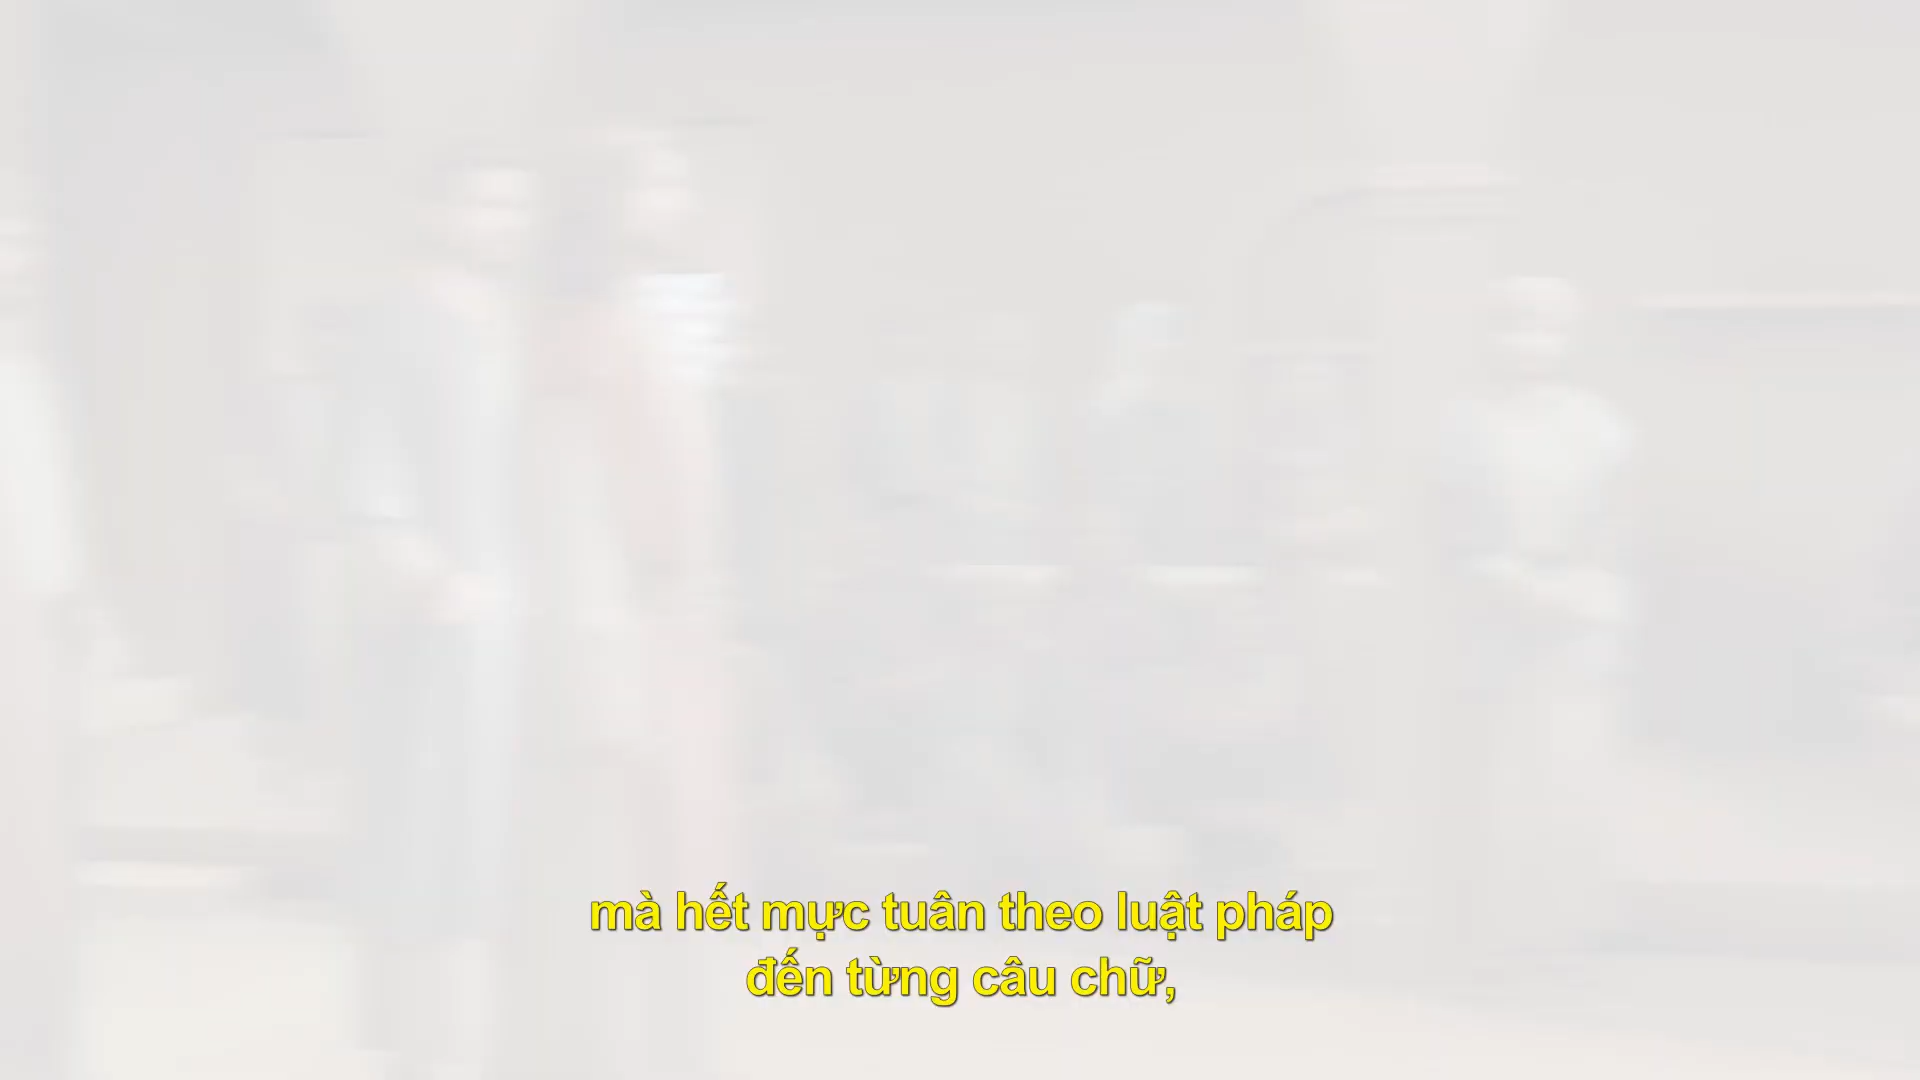 mà hết mực tuân theo luật pháp
đến từng câu chữ,